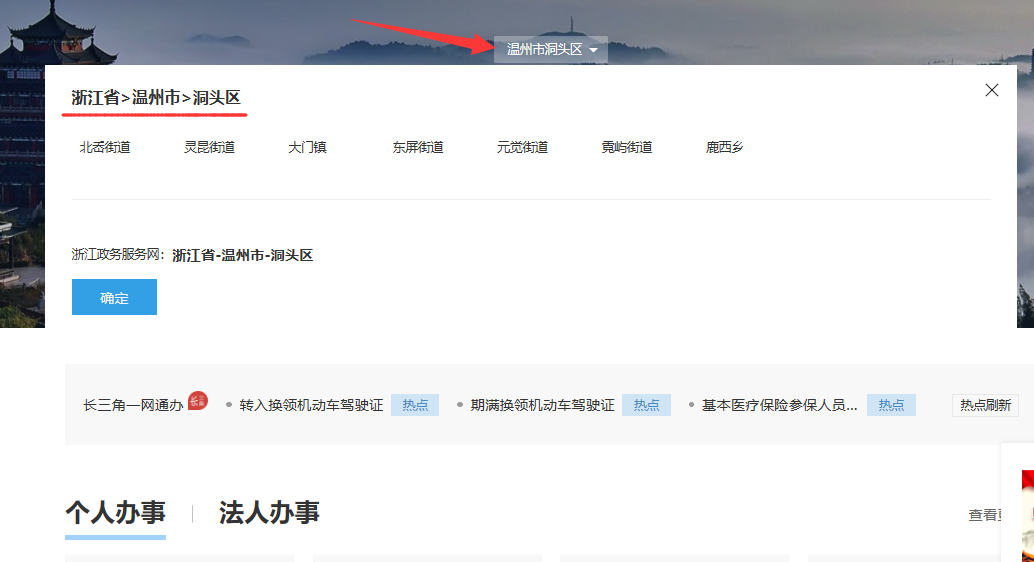 温州市洞头区
浙江省>温州市>洞头区
北岙街道 灵昆街道 大门镇 东屏街道 元觉街道 霓屿街道 鹿西乡
浙江政务服务网： 浙江省-温州市-洞头区
确定
长三角一网通办 转入换领机动车驾驶证 热点 期满换领机动车驾驶证 热点 基本医疗保险参保人员... 热点 热点刷新
个人办事 法人办事
查看